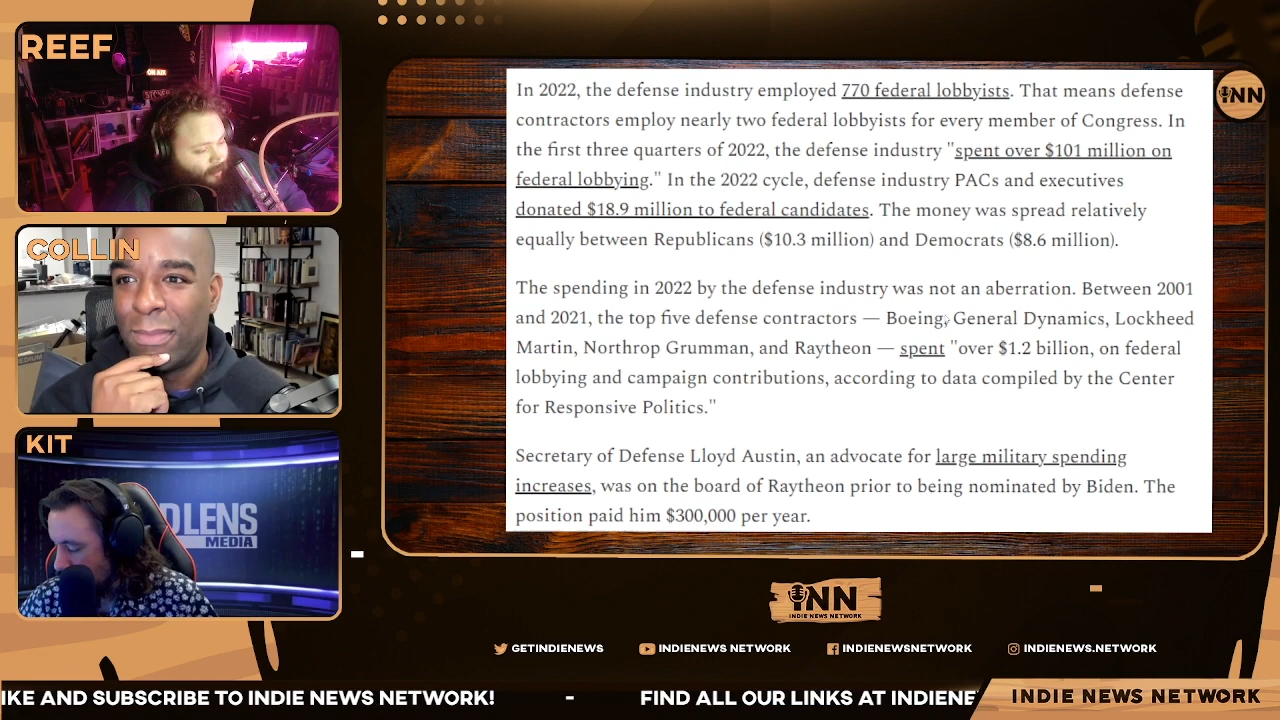 REEF
ON AIR
COLLIN
KIT
DLENS
MEDIA
In 2022, the defense industry employed 770 federal lobbyists. That means defense
contractors employ nearly two federal lobbyists for every member of Congress. In
the first three quarters of 2022, the defense industry "spent over $101 million on
federal lobbying." In the 2022 cycle, defense industry PACs and executives
donated $18.9 million to federal candidates. The money was spread relatively
equally between Republicans ($10.3 million) and Democrats ($8.6 million).
The spending in 2022 by the defense industry was not an aberration. Between 2001
and 2021, the top five defense contractors — Boeing, General Dynamics, Lockheed
Martin, Northrop Grumman, and Raytheon — spent "over $1.2 billion, on federal
lobbying and campaign contributions, according to data compiled by the Center
for Responsive Politics."
Secretary of Defense Lloyd Austin, an advocate for large military spending
increases, was on the board of Raytheon prior to being nominated by Biden. The
position paid him $300,000 per year.
INN
INN
INDIE NEWS NETWORK
GETINDIENEWS
INDIENEWS NETWORK
INDIENEWSNETWORK
INDIENEWS.NETWORK
IKE AND SUBSCRIBE TO INDIE NEWS NETWORK! - FIND ALL OUR LINKS AT INDIENE
INDIE NEWS NETWORK